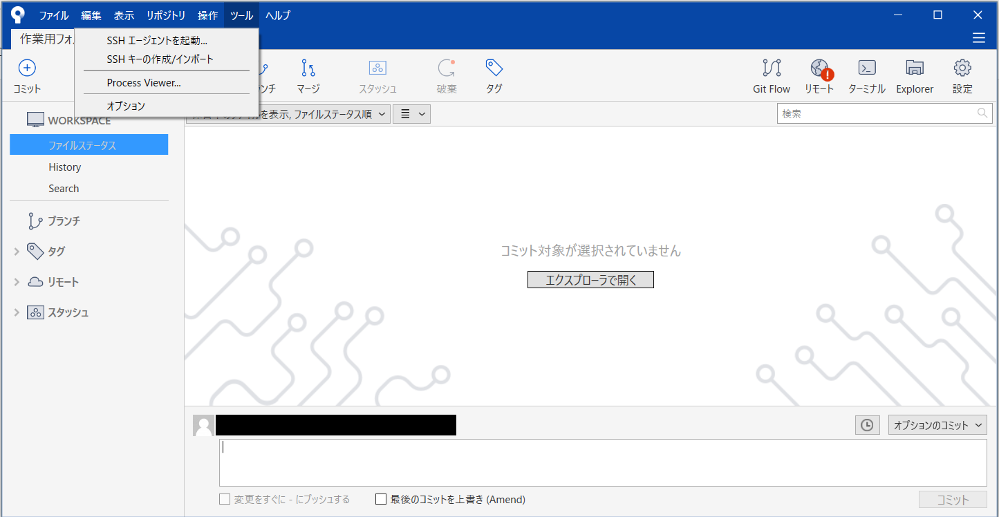 ファイル 編集 表示 リポジトリ 操作 ツール ヘルプ
作業用フォ
SSH エージェントを起動...
SSH キーの作成/インポート
Process Viewer...
オプション
コミット
ンチ
マージ
スタッシュ
破棄
タグ
Git Flow
リモート
ターミナル
Explorer
設定
を表示, ファイルステータス順
検索
WORKSPACE
ファイルステータス
History
Search
ブランチ
タグ
リモート
スタッシュ
コミット対象が選択されていません
エクスプローラで開く
オプションのコミット
変更をすぐに - にプッシュする
最後のコミットを上書き (Amend)
コミット